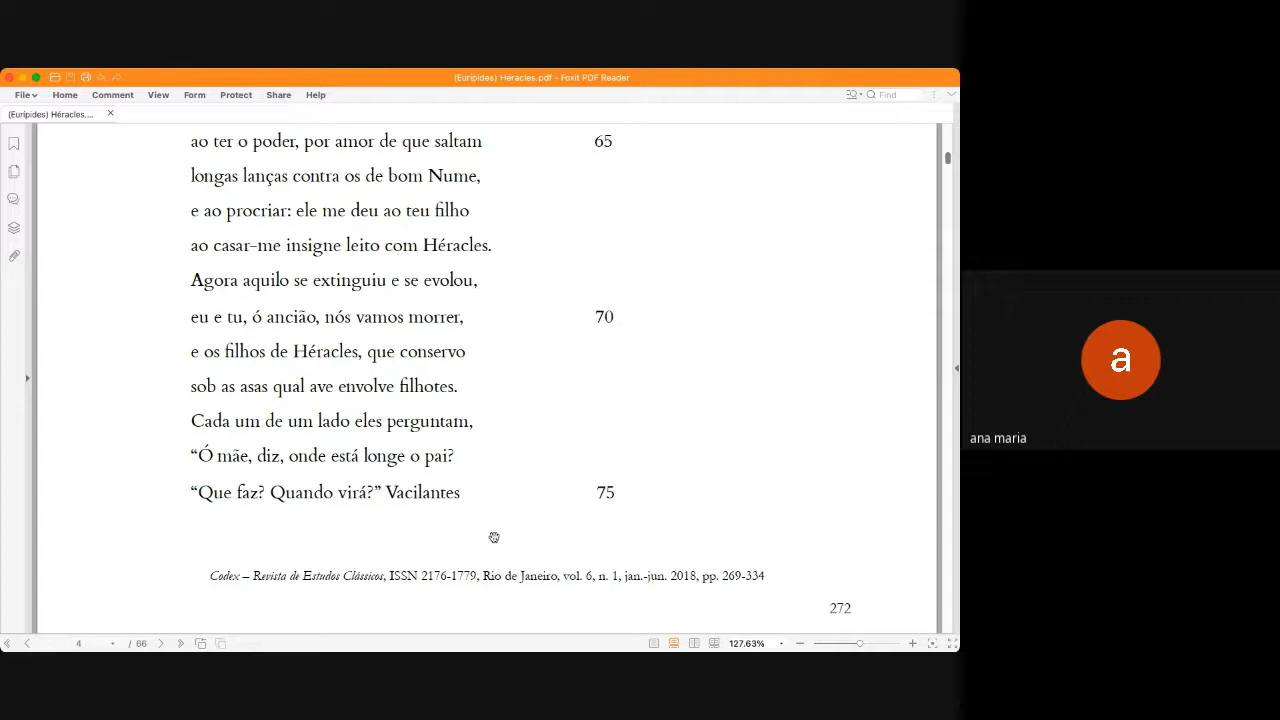 (Eurípides) Héracles.pdf - Foxit PDF Reader
File Home Comment View Form Protect Share Help Find
(Eurípides) Héracles....
ao ter o poder, por amor de que saltam 65
longas lanças contra os de bom Nume,
e ao procriar: ele me deu ao teu filho
ao casar-me insigne leito com Héracles.
Agora aquilo se extinguiu e se evolou,
eu e tu, ó ancião, nós vamos morrer, 70
e os filhos de Héracles, que conservo
sob as asas qual ave envolve filhotes.
Cada um de um lado eles perguntam,
“Ó mãe, diz, onde está longe o pai?
“Que faz? Quando virá?” Vacilantes 75
Codex – Revista de Estudos Clássicos, ISSN 2176-1779, Rio de Janeiro, vol. 6, n. 1, jan.-jun. 2018, pp. 269-334
272
4 / 66 127.63%
a
ana maria